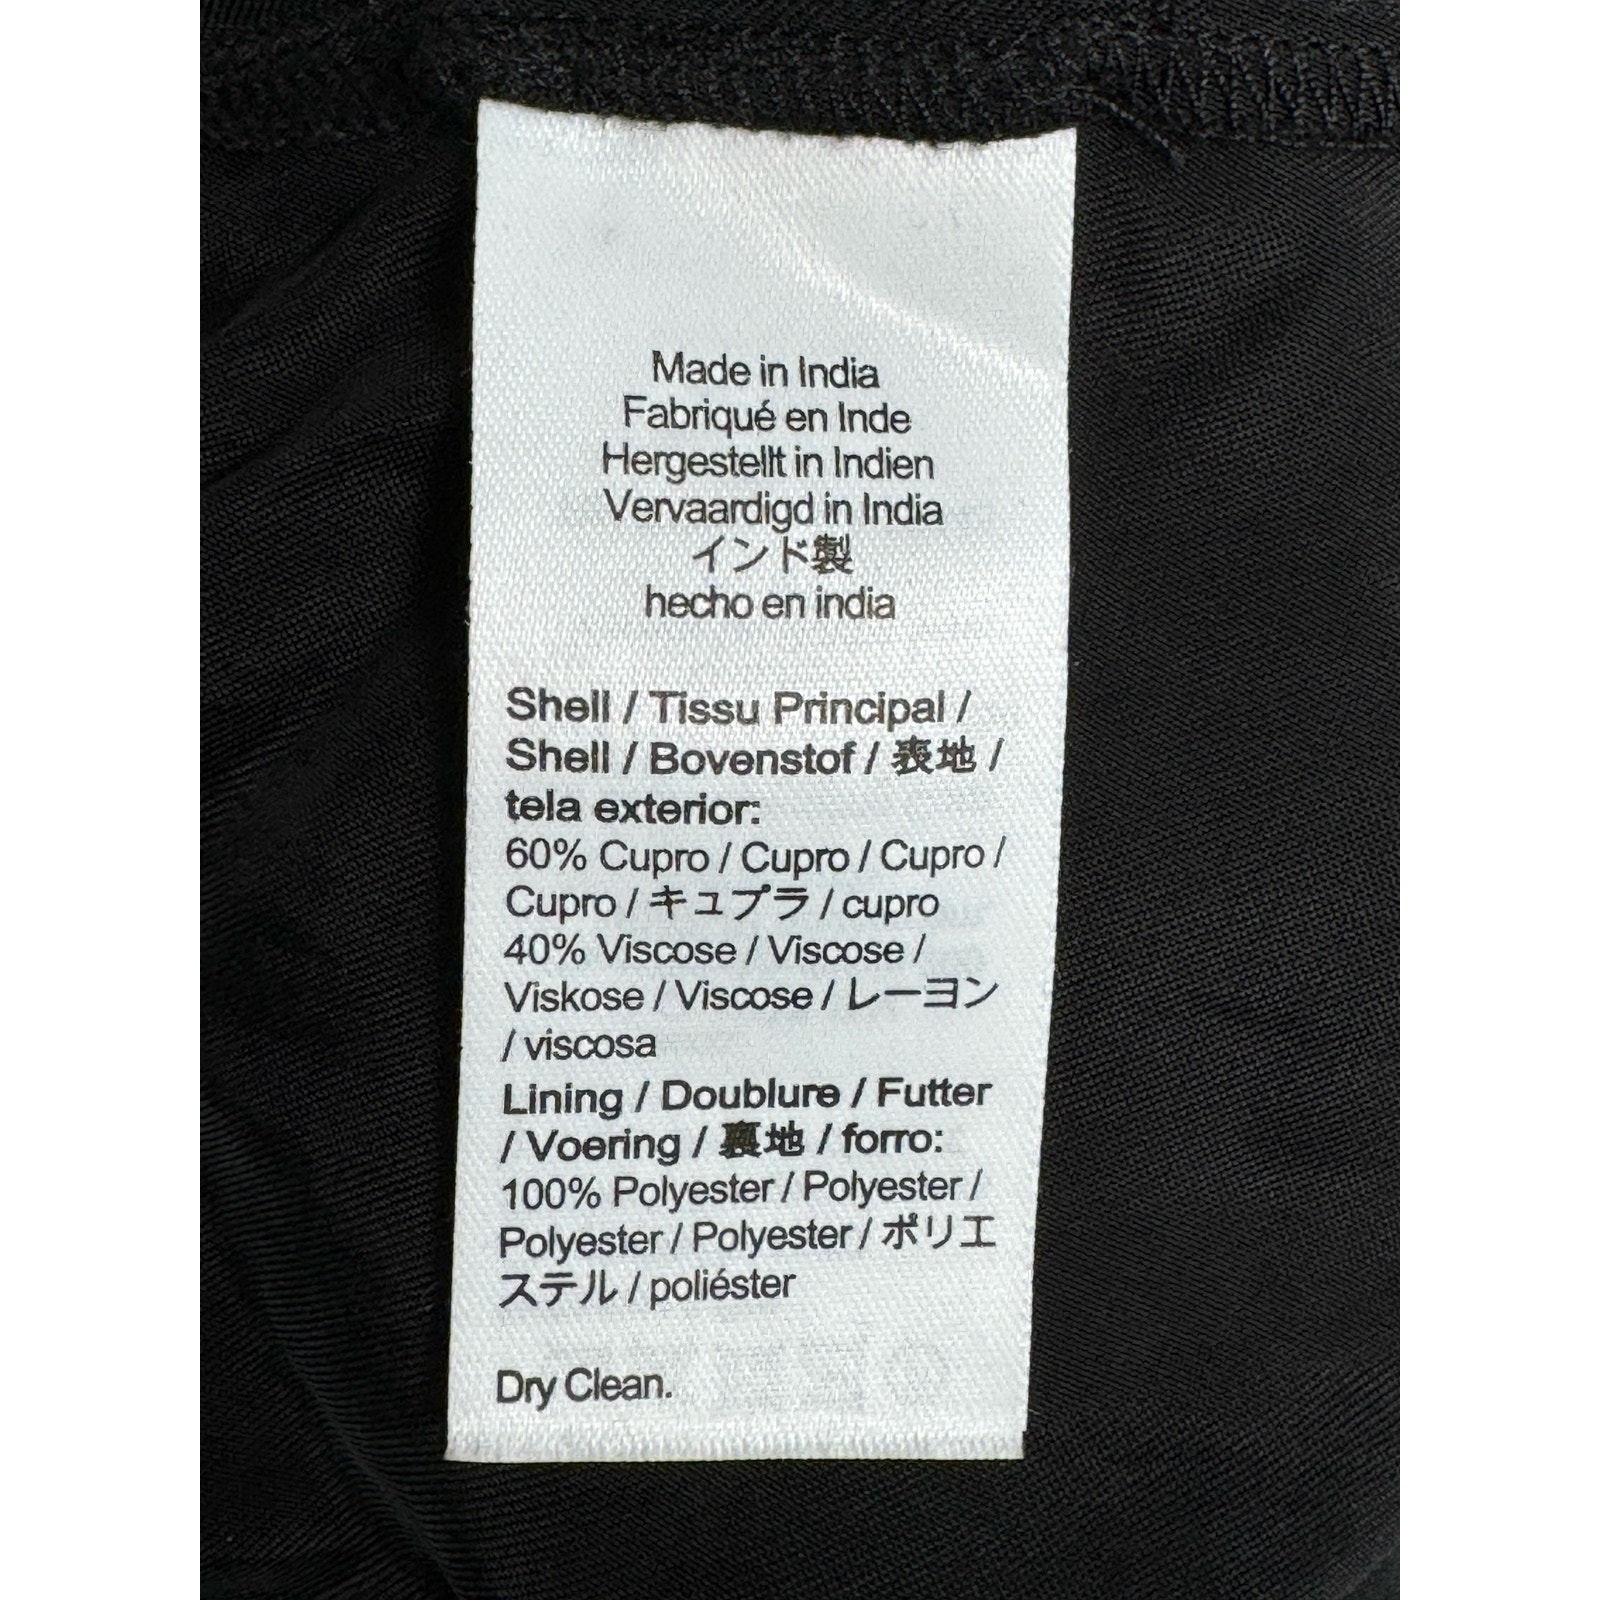 Made in India
Fabriqué en Inde
Hergestellt in Indien
Vervaardigd in India
インド製
hecho en india
Shell / Tissu Principal /
Shell / Bovenstof / 表地 /
tela exterior:
60% Cupro / Cupro / Cupro /
Cupro / キュプラ / cupro
40% Viscose / Viscose /
Viskose / Viscose / レーヨン
/ viscosa
Lining / Doublure / Futter
/ Voering / 裏地 / forro:
100% Polyester / Polyester /
Polyester / Polyester / ポリエ
ステル / poliéster
Dry Clean.